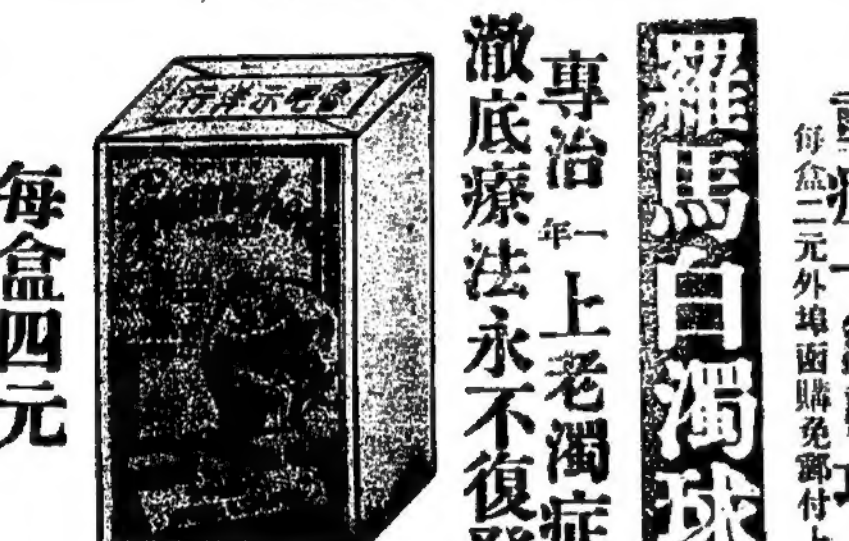 每盒二元外埠函購免郵付
羅馬白濁球
專治一年上老濁症
澈底療法永不復發
每盒四元